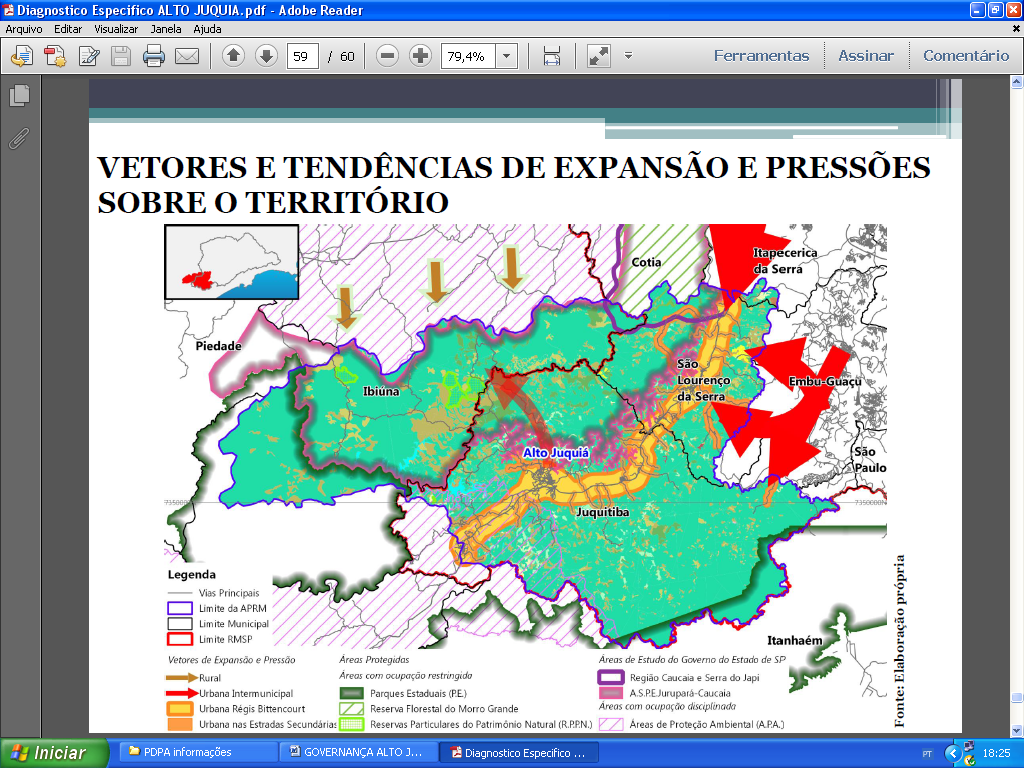 Diagnostico Especifico ALTO JUQUIA.pdf - Adobe Reader
Arquivo Editar Visualizar Janela Ajuda
59 / 60 79,4% Ferramentas Assinar Comentário
VETORES E TENDÊNCIAS DE EXPANSÃO E PRESSÕES
SOBRE O TERRITÓRIO
Itapecerica
da Serra
Cotia
Piedade
São
Lourenço
da Serra
Embu-Guaçu
Ibiúna
Alto Juquiá
São
Paulo
7350000N
Juquitiba
Itanhaém
Legenda
Vias Principais
Limite da APRM
Limite Municipal
Limite RMSP
Vetores de Expansão e Pressão
Rural
Urbana Intermunicipal
Urbana Régis Bittercourt
Urbana nas Estradas Secundárias
Áreas Protegidas
Áreas com ocupação restringida
Parques Estaduais (P.E.)
Reserva Florestal do Morro Grande
Reservas Particulares do Patrimônio Natural (R.P.P.N.)
Áreas de Estudo do Governo do Estado de SP
Região Caucaia e Serra do Japi
A.S.P.E.Jurupará-Caucaia
Áreas com ocupação disciplinada
Áreas de Proteção Ambiental (A.P.A.)
Fonte: Elaboração própria
Iniciar PDPA informações GOVERNANÇA ALTO J... Diagnostico Especifico ... PT 18:25